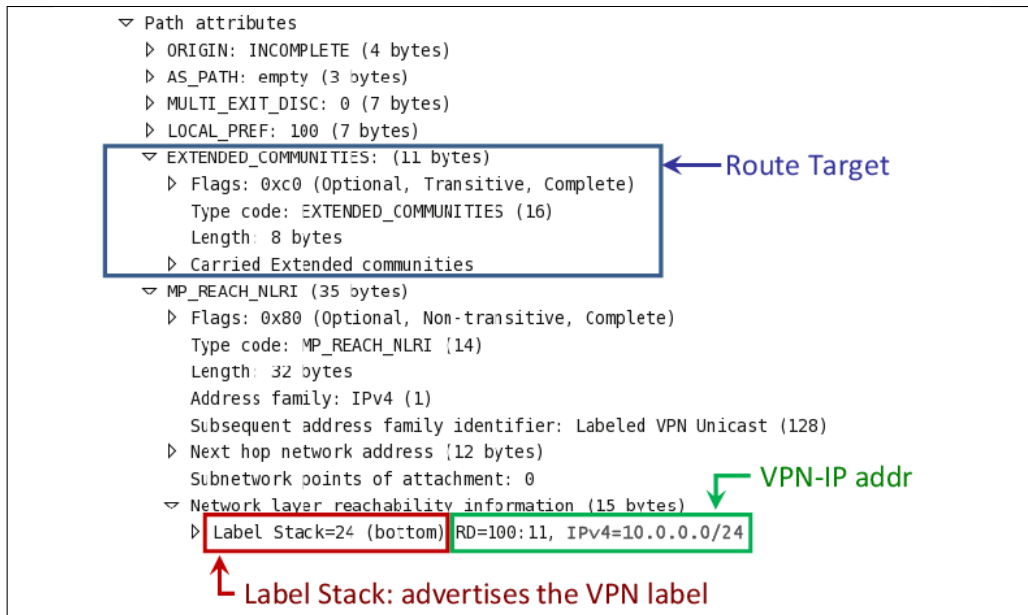 ▽ Path attributes
▷ ORIGIN: INCOMPLETE (4 bytes)
▷ AS_PATH: empty (3 bytes)
▷ MULTI_EXIT_DISC: 0 (7 bytes)
▷ LOCAL_PREF: 100 (7 bytes)
▽ EXTENDED_COMMUNITIES: (11 bytes)
Route Target
▷ Flags: 0xc0 (Optional, Transitive, Complete)
Type code: EXTENDED_COMMUNITIES (16)
Length: 8 bytes
▷ Carried Extended communities
▽ MP_REACH_NLRI (35 bytes)
▷ Flags: 0x80 (Optional, Non-transitive, Complete)
Type code: MP_REACH_NLRI (14)
Length: 32 bytes
Address family: IPv4 (1)
Subsequent address family identifier: Labeled VPN Unicast (128)
▷ Next hop network address (12 bytes)
Subnetwork points of attachment: 0
VPN-IP addr
▽ Network layer reachability information (15 bytes)
▷ Label Stack=24 (bottom) RD=100:11, IPv4=10.0.0.0/24
Label Stack: advertises the VPN label